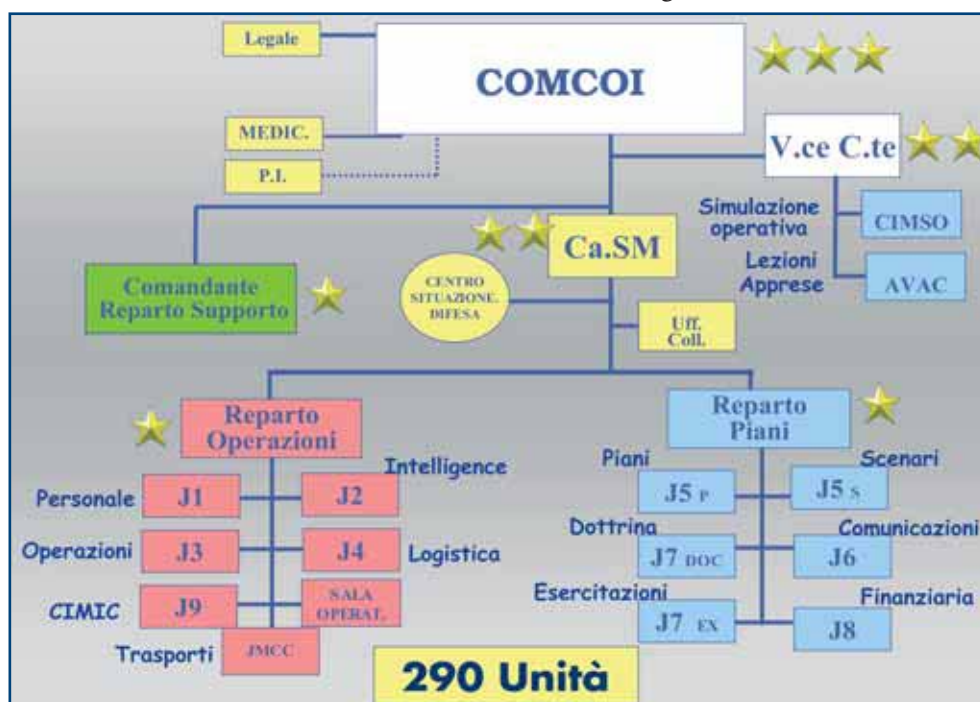 Legale
COMCOI
MEDIC.
P.I.
V.ce C.te
Simulazione
operativa
CIMSO
Lezioni
Apprese
AVAC
Ca.SM
Comandante
Reparto Supporto
CENTRO
SITUAZIONE.
DIFESA
Uff.
Coll.
Reparto
Operazioni
Reparto
Piani
Personale
J1
Intelligence
J2
Operazioni
J3
J4
Logistica
CIMIC
J9
SALA
OPERAT.
Trasporti
JMCC
Piani
J5 P
Scenari
J5 S
Dottrina
J7 DOC
Comunicazioni
J6
Esercitazioni
J7 EX
Finanziaria
J8
290 Unità